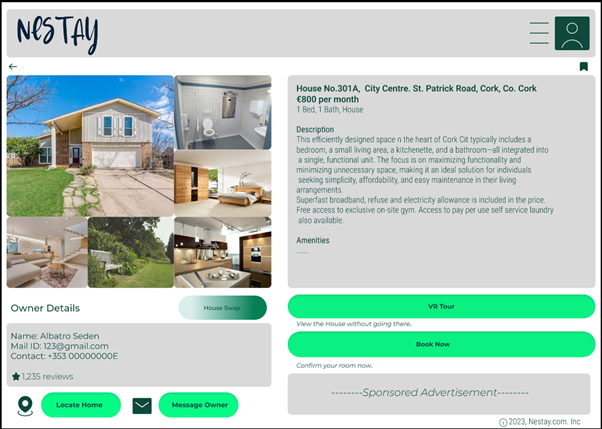 NESTAY
House No.301A, City Centre. St. Patrick Road, Cork, Co. Cork
€800 per month
1 Bed, 1 Bath, House
Description
This efficiently designed space n the heart of Cork Cit typically includes a
bedroom, a small living area, a kitchenette, and a bathroom—all integrated into
a single, functional unit. The focus is on maximizing functionality and
minimizing unnecessary space, making it an ideal solution for individuals
seeking simplicity, affordability, and easy maintenance in their living
arrangements.
Superfast broadband, refuse and electricity allowance is included in the price.
Free access to exclusive on-site gym. Access to pay per use self service laundry
also available.
Amenities
......
Owner Details
House Swap
Name: Albatro Seden
Mail ID: 123@gmail.com
Contact: +353 00000000E
1,235 reviews
Locate Home
Message Owner
VR Tour
View the House without going there..
Book Now
Confirm your room now..
--------Sponsored Advertisement--------
2023, Nestay.com. Inc